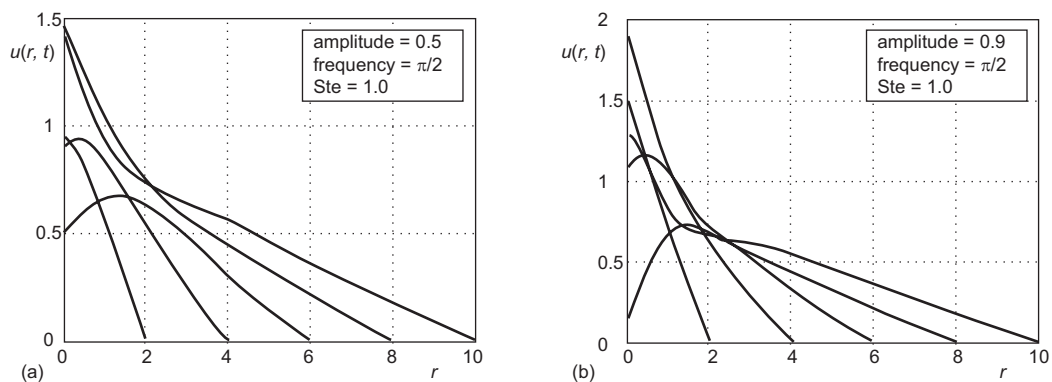 1.5
u(r, t)
1
0.5
0
amplitude = 0.5
frequency = π/2
Ste = 1.0
0 2 4 6 8 10
(a) r
2
u(r, t)
1.5
1
0.5
0
amplitude = 0.9
frequency = π/2
Ste = 1.0
0 2 4 6 8 10
(b) r